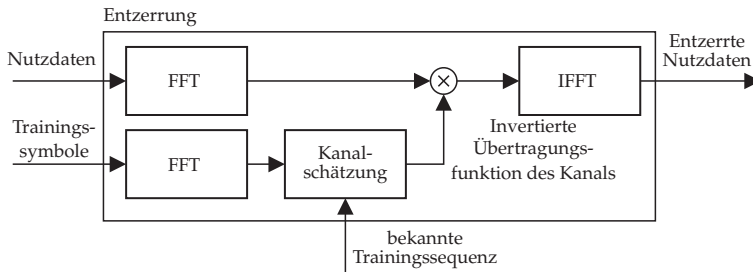 Entzerrung
Nutzdaten
FFT
IFFT
Entzerrte
Nutzdaten
Trainings-
symbole
FFT
Kanal-
schätzung
Invertierte
Übertragungs-
funktion des Kanals
bekannte
Trainingssequenz